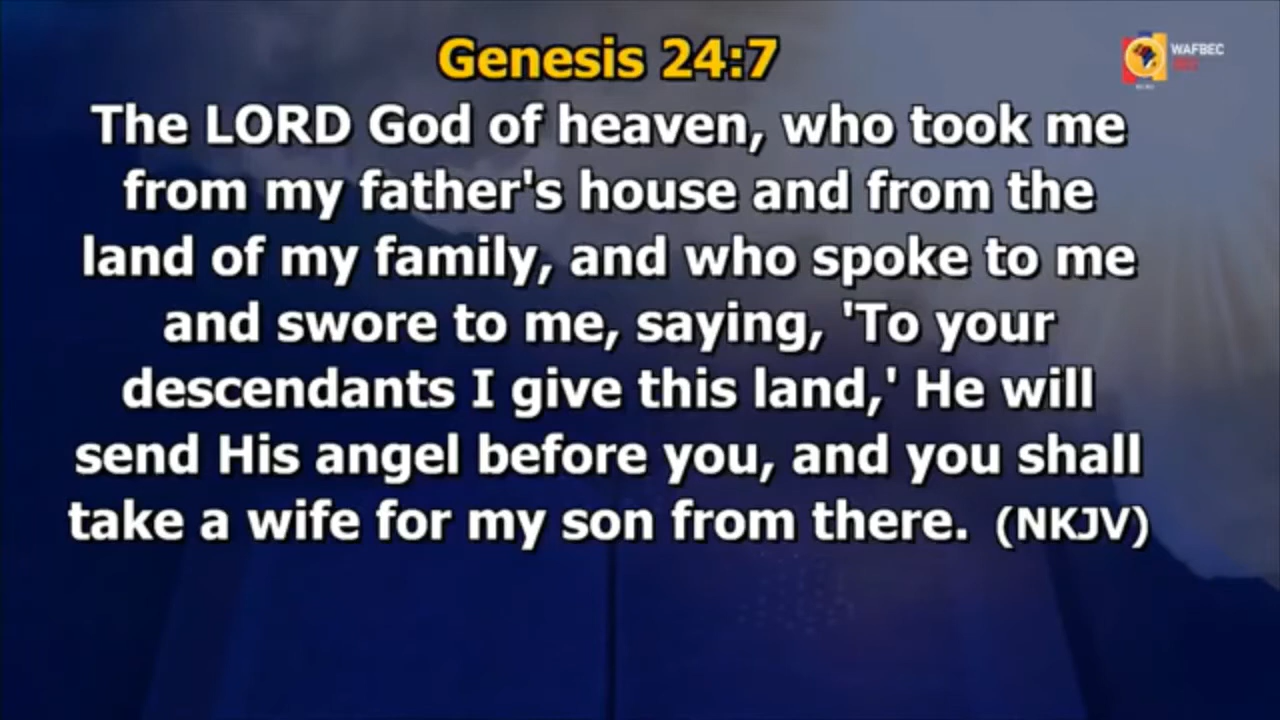 Genesis 24:7
WAFBEC
The LORD God of heaven, who took me
from my father's house and from the
land of my family, and who spoke to me
and swore to me, saying, 'To your
descendants I give this land,' He will
send His angel before you, and you shall
take a wife for my son from there. (NKJV)